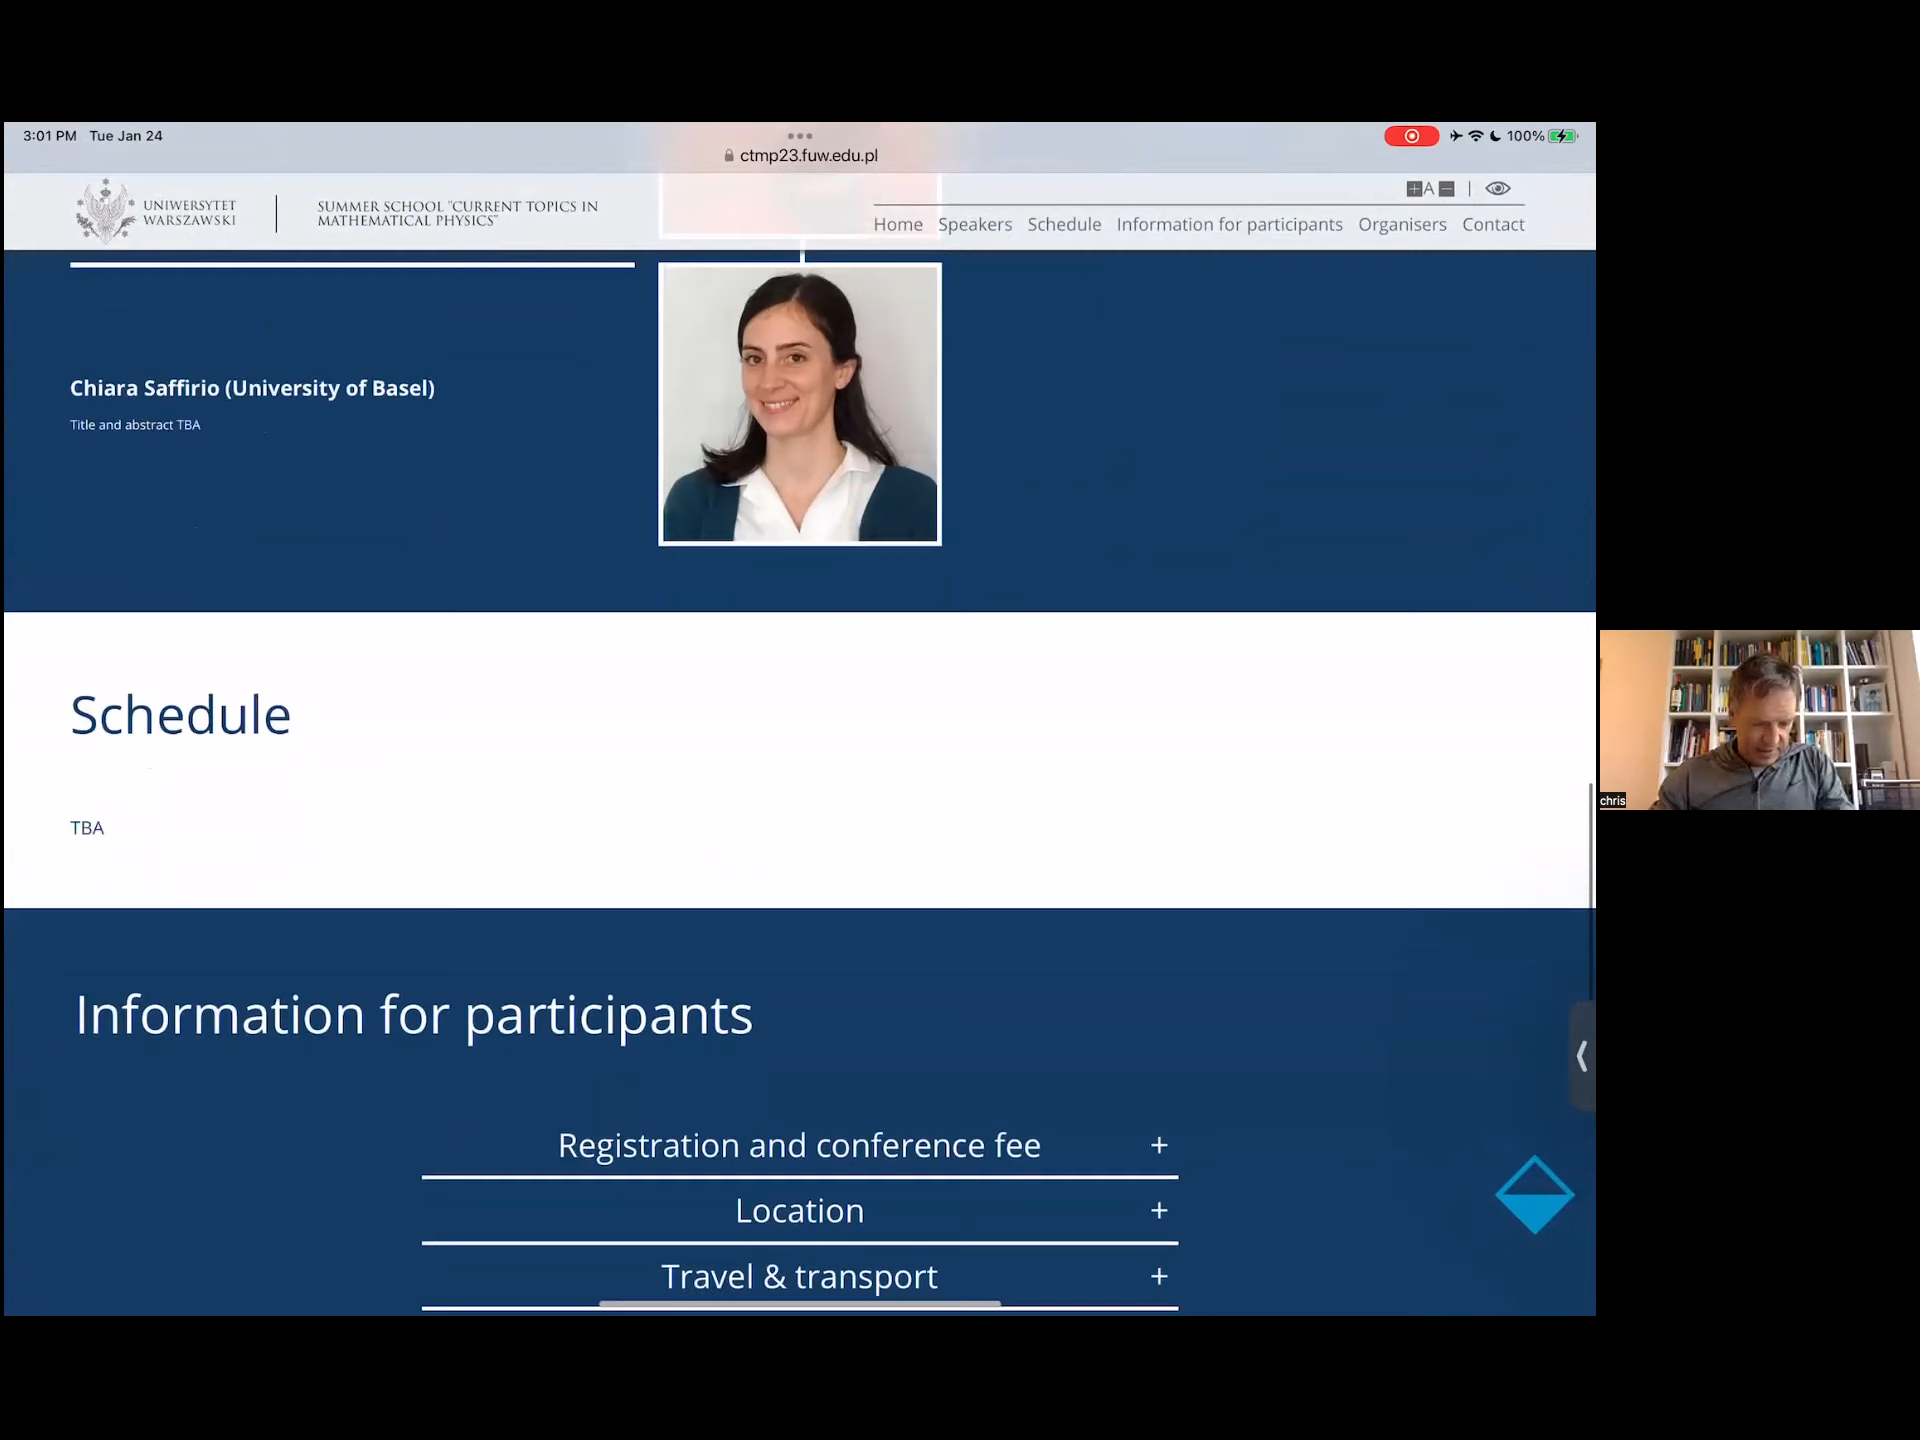 3:01 PM Tue Jan 24
100%
ctmp23.fuw.edu.pl
UNIWERSYTET
WARSZAWSKI
SUMMER SCHOOL "CURRENT TOPICS IN
MATHEMATICAL PHYSICS"
+A−
Home Speakers Schedule Information for participants Organisers Contact
Chiara Saffirio (University of Basel)
Title and abstract TBA
chris
Schedule
TBA
Information for participants
Registration and conference fee +
Location +
Travel & transport +